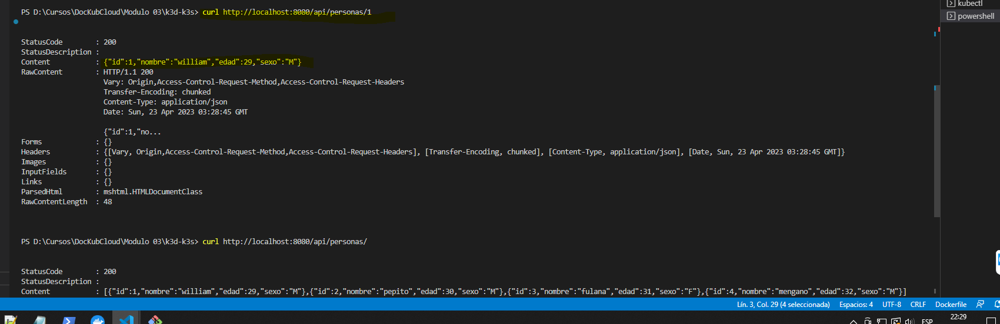 PS D:\Cursos\DocKubCloud\Modulo 03\k3d-k3s> curl http://localhost:8080/api/personas/1
kubectl
powershell
StatusCode        : 200
StatusDescription :
Content           : {"id":1,"nombre":"william","edad":29,"sexo":"M"}
RawContent        : HTTP/1.1 200
                    Vary: Origin,Access-Control-Request-Method,Access-Control-Request-Headers
                    Transfer-Encoding: chunked
                    Content-Type: application/json
                    Date: Sun, 23 Apr 2023 03:28:45 GMT
                    {"id":1,"no...
Forms             : {}
Headers           : {[Vary, Origin,Access-Control-Request-Method,Access-Control-Request-Headers], [Transfer-Encoding, chunked], [Content-Type, application/json], [Date, Sun, 23 Apr 2023 03:28:45 GMT]}
Images            : {}
InputFields       : {}
Links             : {}
ParsedHtml        : mshtml.HTMLDocumentClass
RawContentLength  : 48
PS D:\Cursos\DocKubCloud\Modulo 03\k3d-k3s> curl http://localhost:8080/api/personas/
StatusCode        : 200
StatusDescription :
Content           : [{"id":1,"nombre":"william","edad":29,"sexo":"M"},{"id":2,"nombre":"pepito","edad":30,"sexo":"M"},{"id":3,"nombre":"fulana","edad":31,"sexo":"F"},{"id":4,"nombre":"mengano","edad":32,"sexo":"M"}]
Lín. 3, Col. 29 (4 seleccionada) Espacios: 4 UTF-8 CRLF Dockerfile
ESP
22:29